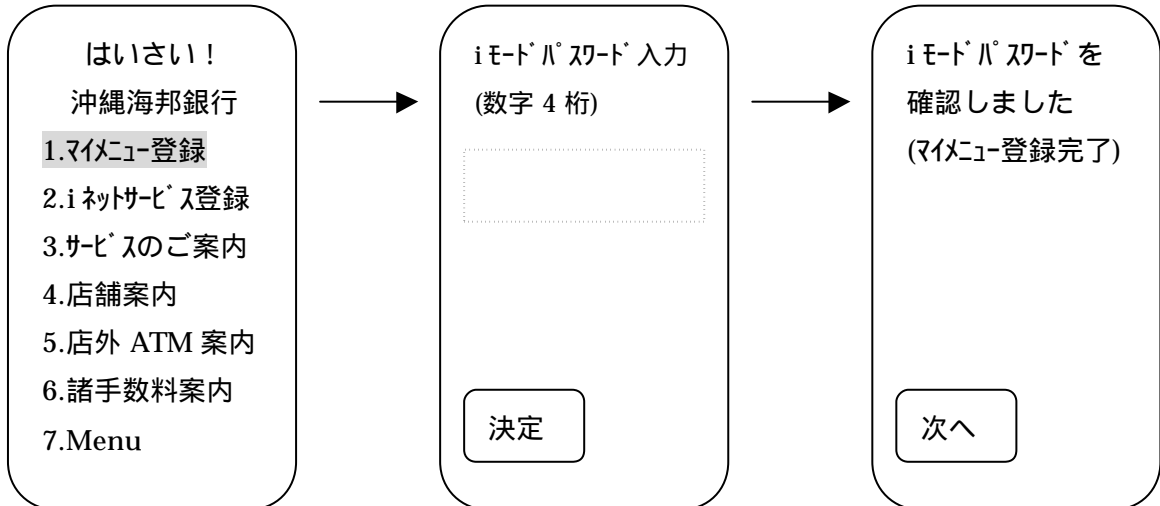 はいさい！
沖縄海邦銀行
1.ﾏｲﾒﾆｭｰ登録
2.i ﾈｯﾄｻｰﾋﾞｽ登録
3.ｻｰﾋﾞｽのご案内
4.店舗案内
5.店外 ATM 案内
6.諸手数料案内
7.Menu
i ﾓｰﾄﾞﾊﾟｽﾜｰﾄﾞ入力
(数字 4 桁)
決定
i ﾓｰﾄﾞﾊﾟｽﾜｰﾄﾞを
確認しました
(ﾏｲﾒﾆｭｰ登録完了)
次へ